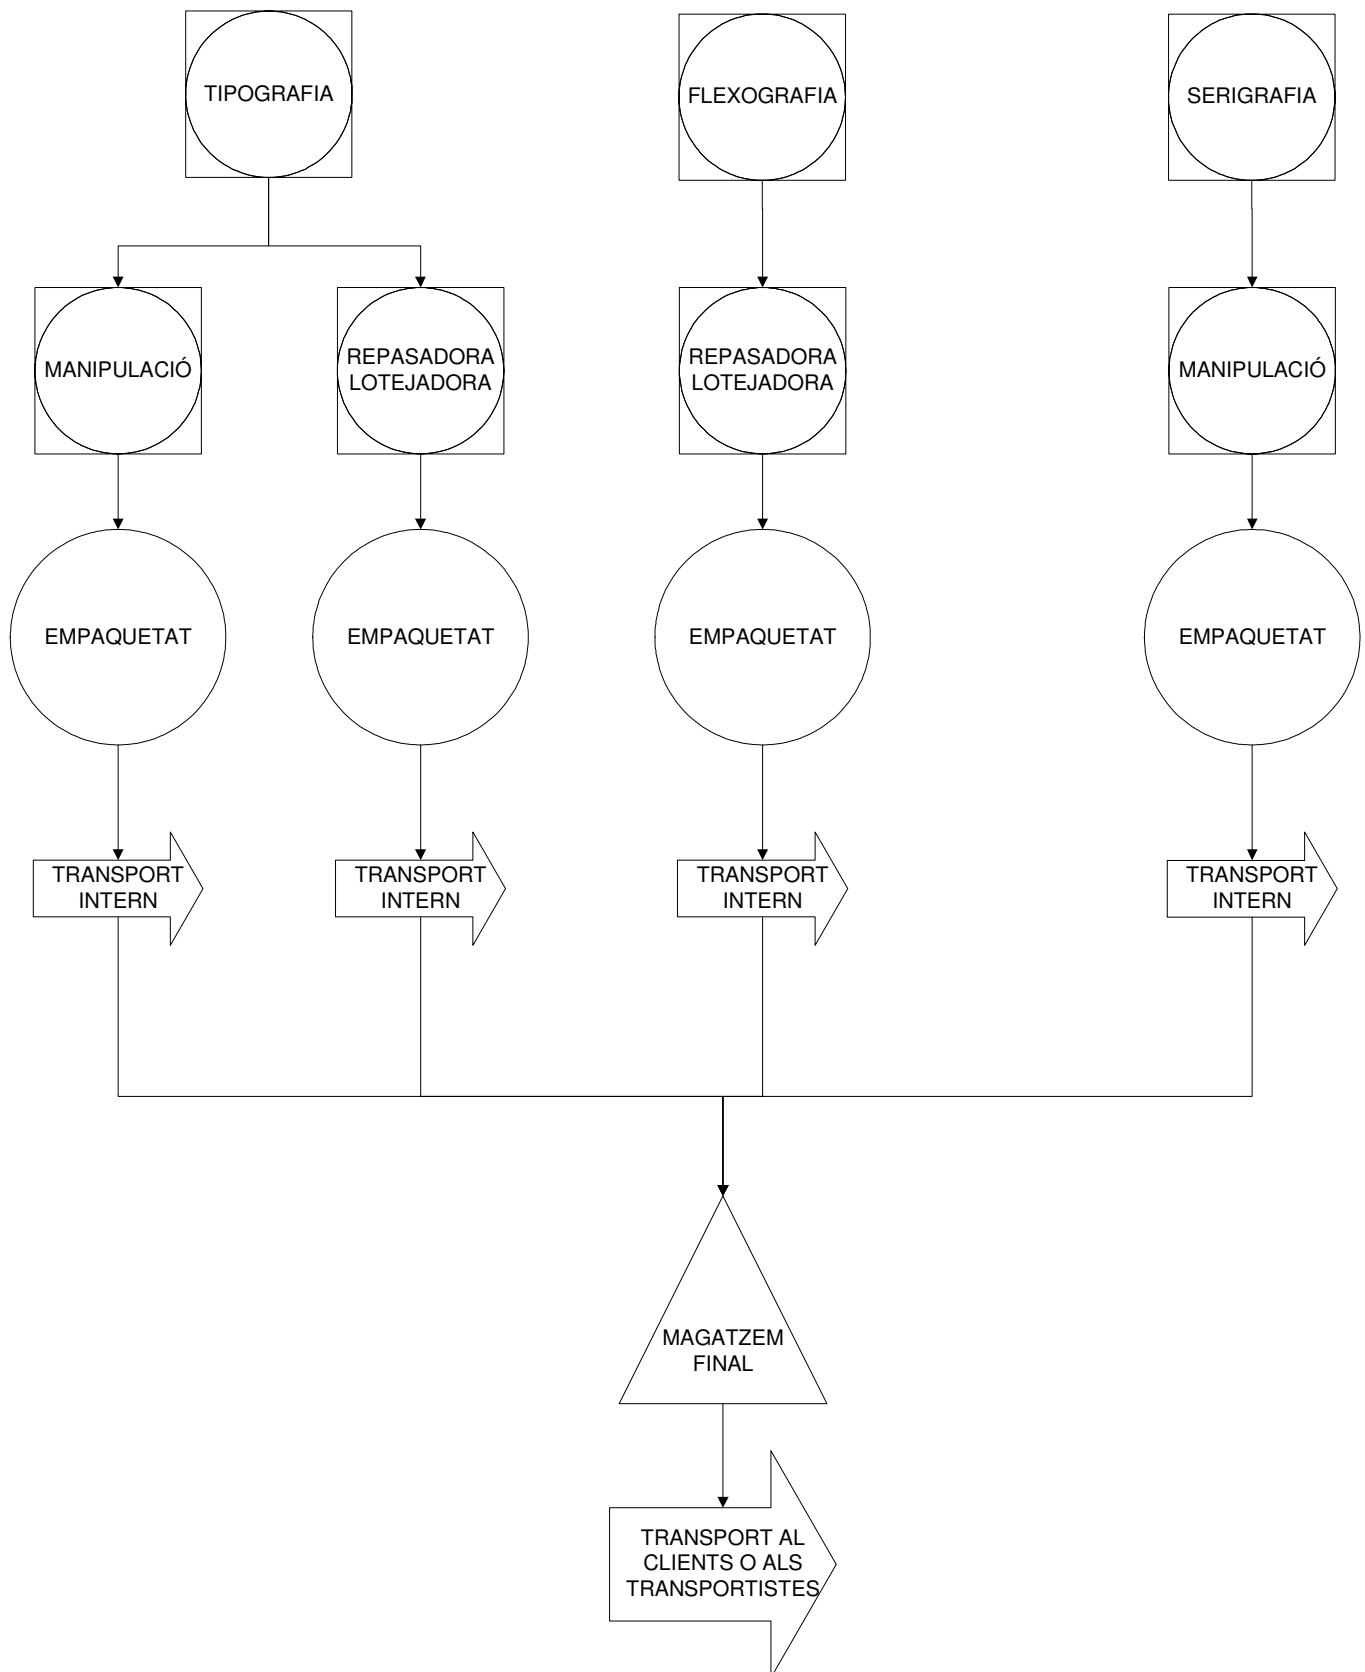 TIPOGRAFIA
FLEXOGRAFIA
SERIGRAFIA
MANIPULACIÓ
REPASADORA
LOTEJADORA
REPASADORA
LOTEJADORA
MANIPULACIÓ
EMPAQUETAT
EMPAQUETAT
EMPAQUETAT
EMPAQUETAT
TRANSPORT
INTERN
TRANSPORT
INTERN
TRANSPORT
INTERN
TRANSPORT
INTERN
MAGATZEM
FINAL
TRANSPORT AL
CLIENTS O ALS
TRANSPORTISTES